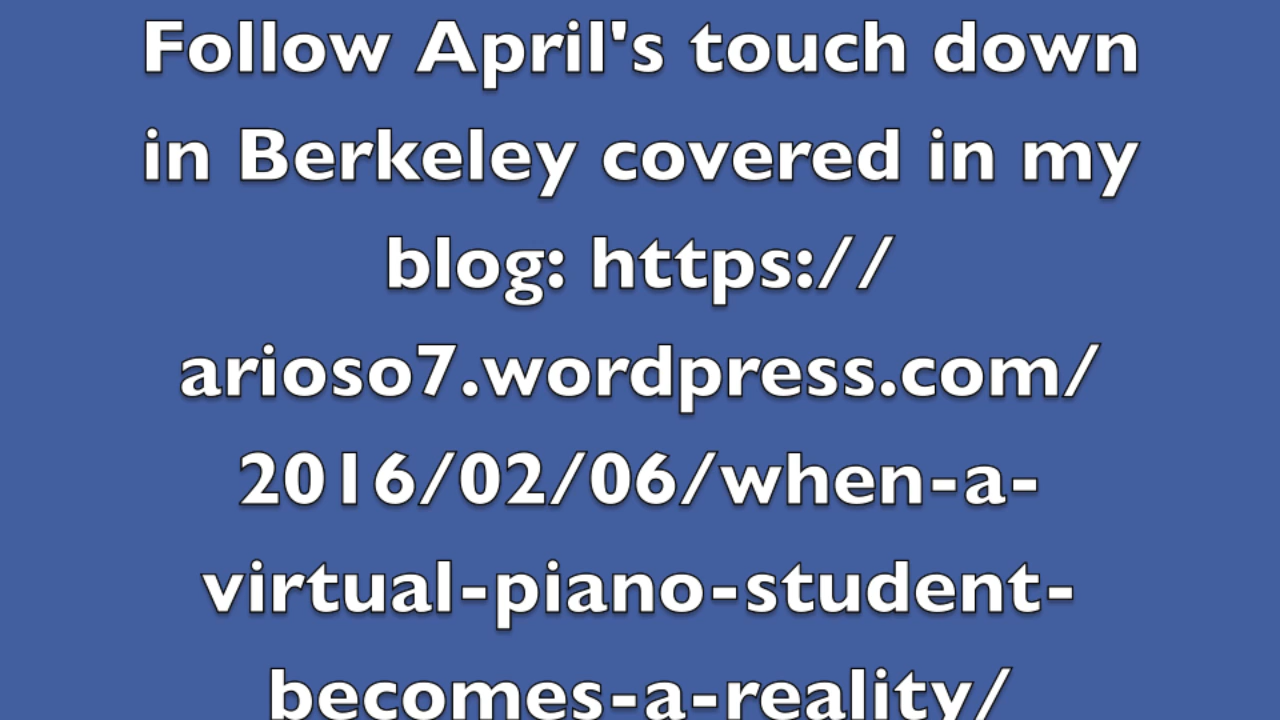 Follow April's touch down
in Berkeley covered in my
blog: https://
arioso7.wordpress.com/
2016/02/06/when-a-
virtual-piano-student-
becomes-a-reality/